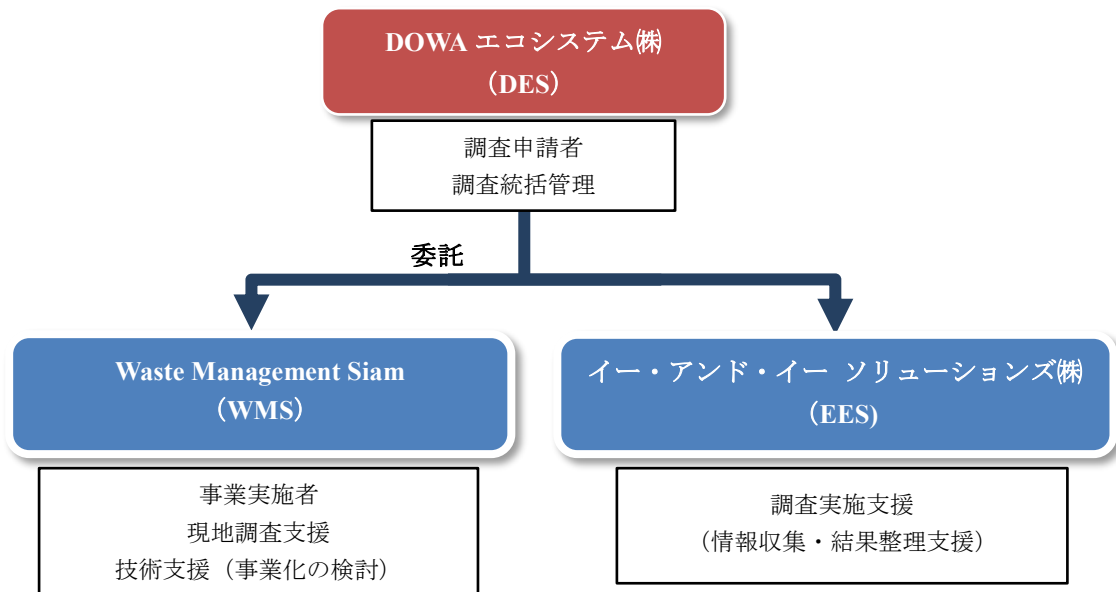 DOWA エコシステム㈱
（DES）
調査申請者
調査統括管理
委託
Waste Management Siam
（WMS）
イー・アンド・イー ソリューションズ㈱
（EES)
事業実施者
現地調査支援
技術支援（事業化の検討）
調査実施支援
（情報収集・結果整理支援）